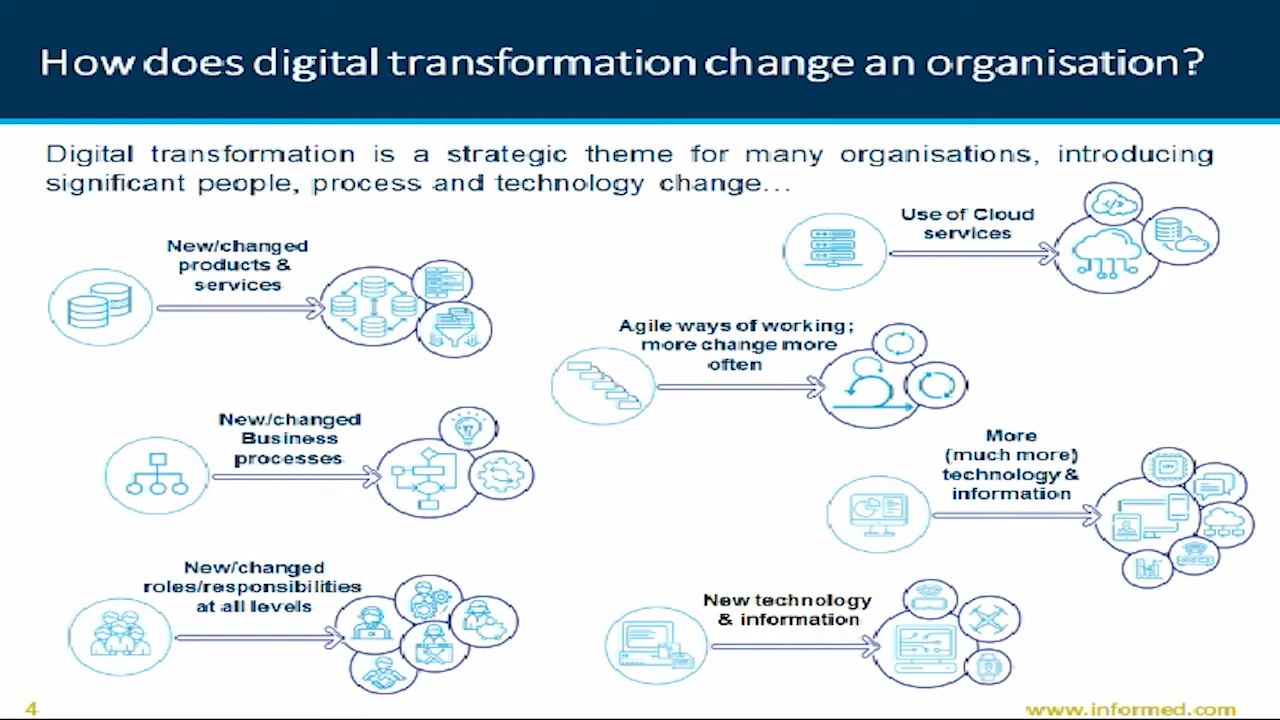 How does digital transformation change an organisation?
Digital transformation is a strategic theme for many organisations, introducing
significant people, process and technology change...
New/changed
products &
services
Use of Cloud
services
Agile ways of working;
more change more
often
New/changed
Business
processes
More
(much more)
technology &
information
New/changed
roles/responsibilities
at all levels
New technology
& information
4
www.informed.com